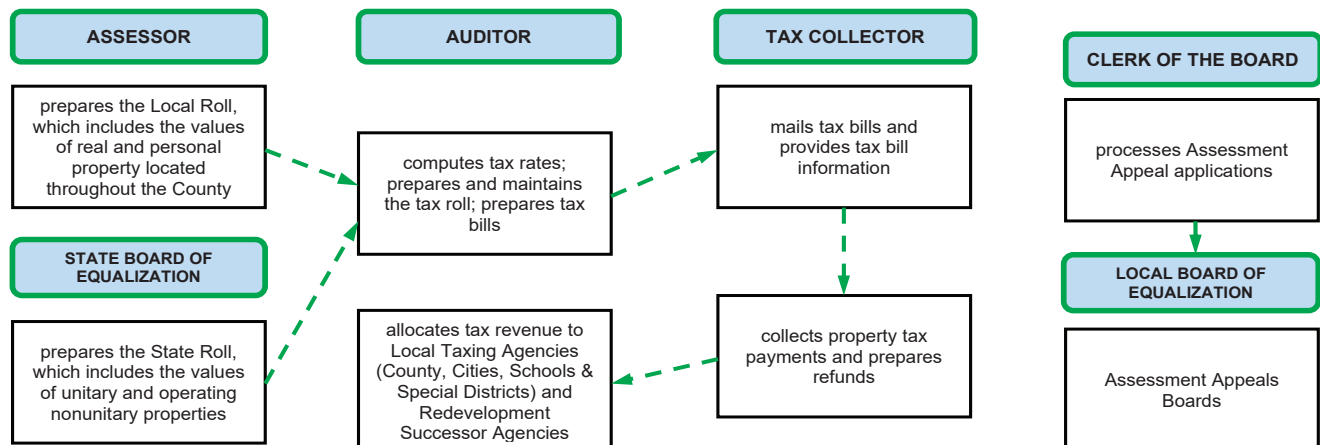 ASSESSOR
prepares the Local Roll,
which includes the values
of real and personal
property located
throughout the County
STATE BOARD OF
EQUALIZATION
prepares the State Roll,
which includes the values
of unitary and operating
nonunitary properties
AUDITOR
computes tax rates;
prepares and maintains
the tax roll; prepares tax
bills
allocates tax revenue to
Local Taxing Agencies
(County, Cities, Schools &
Special Districts) and
Redevelopment
Successor Agencies
TAX COLLECTOR
mails tax bills and
provides tax bill
information
collects property tax
payments and prepares
refunds
CLERK OF THE BOARD
processes Assessment
Appeal applications
LOCAL BOARD OF
EQUALIZATION
Assessment Appeals
Boards